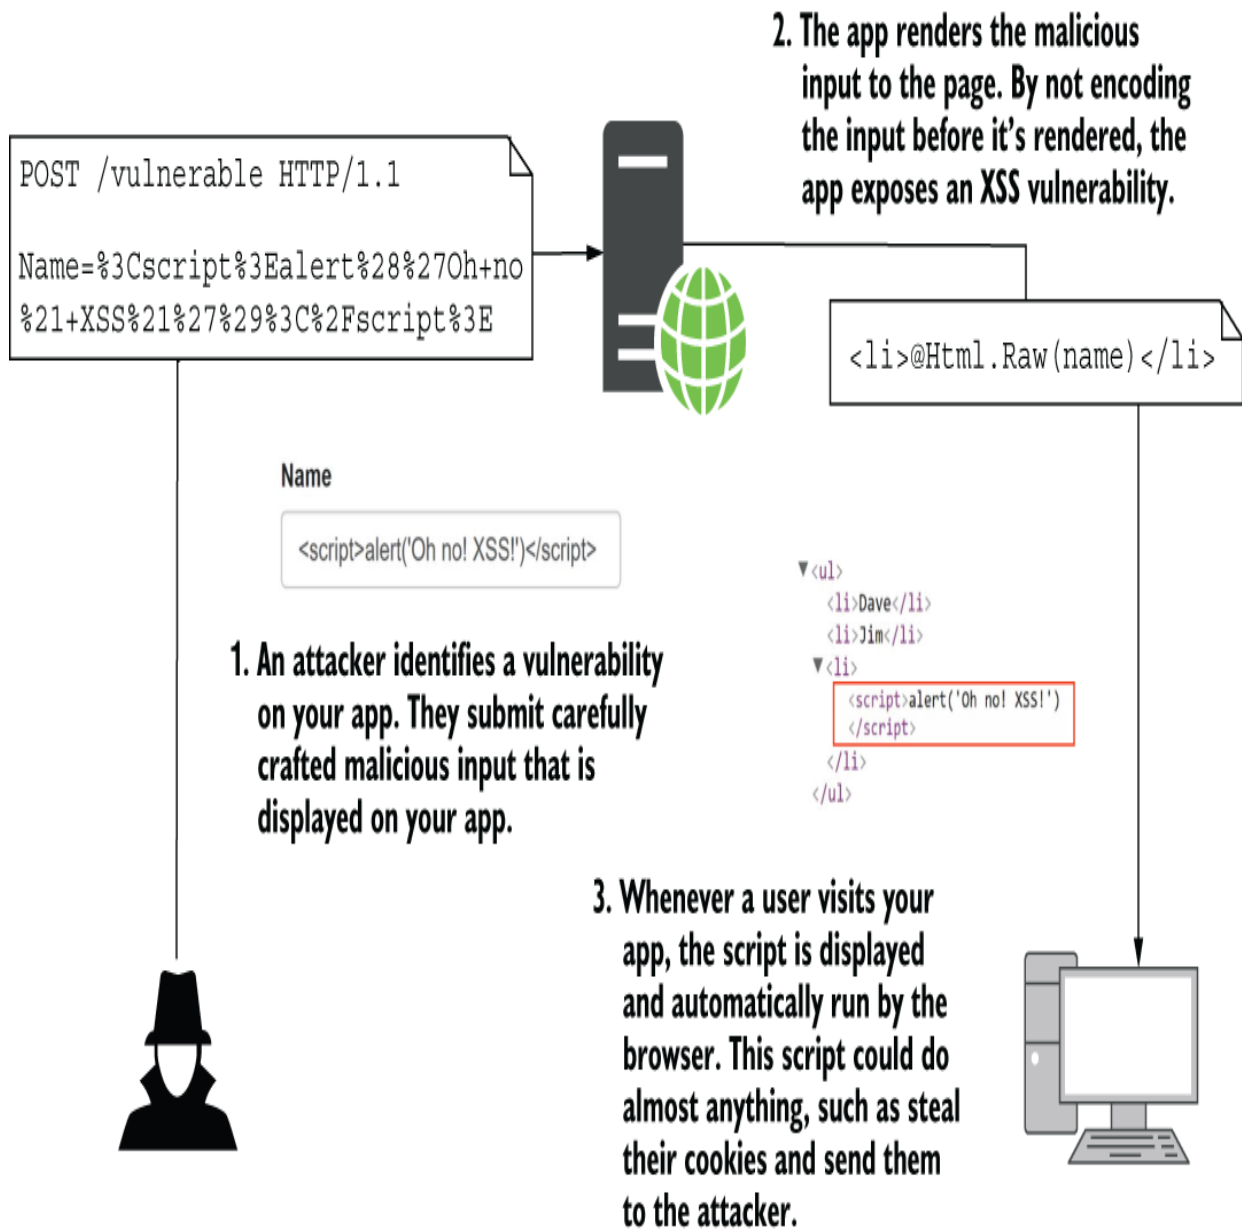 2. The app renders the malicious
input to the page. By not encoding
the input before it's rendered, the
app exposes an XSS vulnerability.
POST /vulnerable HTTP/1.1
Name=%3Cscript%3Ealert%28%27Oh+no
%21+XSS%21%27%29%3C%2Fscript%3E
<li>@Html.Raw(name)</li>
Name
<script>alert('Oh no! XSS!')</script>
1. An attacker identifies a vulnerability
on your app. They submit carefully
crafted malicious input that is
displayed on your app.
▼<ul>
<li>Dave</li>
<li>Jim</li>
▼<li>
<script>alert('Oh no! XSS!')
</script>
</li>
</ul>
3. Whenever a user visits your
app, the script is displayed
and automatically run by the
browser. This script could do
almost anything, such as steal
their cookies and send them
to the attacker.